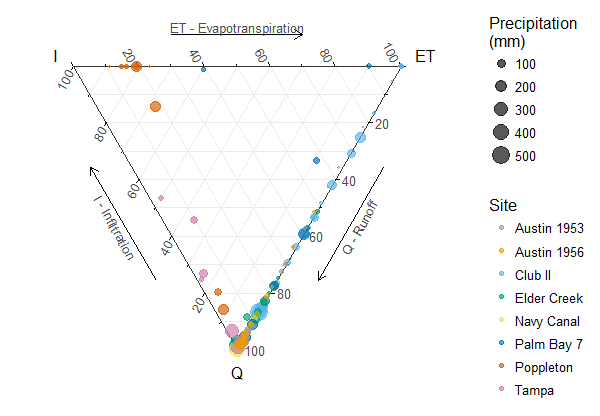 ET - Evapotranspiration
I
ET
20
40
60
80
100
100
80
60
40
20
20
40
60
80
100
I - Infiltration
Q - Runoff
Q
Precipitation
(mm)
100
200
300
400
500
Site
Austin 1953
Austin 1956
Club II
Elder Creek
Navy Canal
Palm Bay 7
Poppleton
Tampa